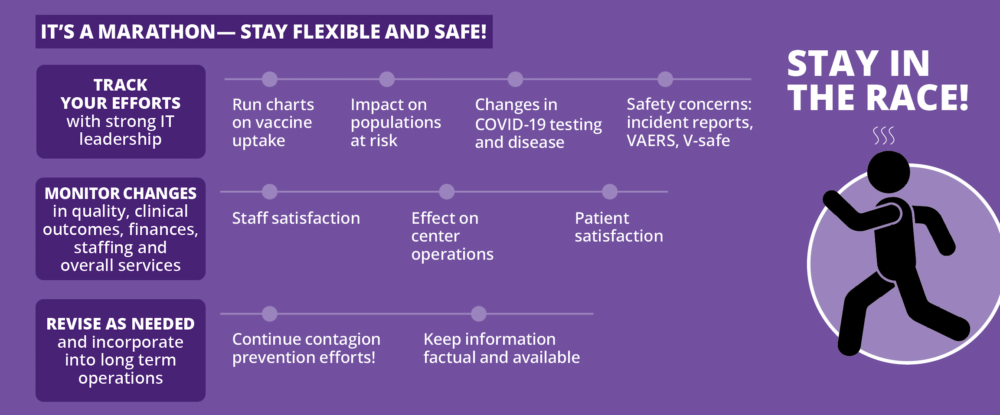 IT'S A MARATHON— STAY FLEXIBLE AND SAFE!
STAY IN
THE RACE!
TRACK
YOUR EFFORTS
with strong IT
leadership
Run charts
on vaccine
uptake
Impact on
populations
at risk
Changes in
COVID-19 testing
and disease
Safety concerns:
incident reports,
VAERS, V-safe
MONITOR CHANGES
in quality, clinical
outcomes, finances,
staffing and
overall services
Staff satisfaction
Effect on
center
operations
Patient
satisfaction
REVISE AS NEEDED
and incorporate
into long term
operations
Continue contagion
prevention efforts!
Keep information
factual and available